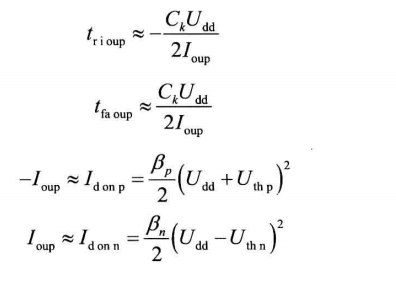 t_{ri oup} ≈ -\frac{C_k U_{dd}}{2I_{oup}}
t_{fa oup} ≈ \frac{C_k U_{dd}}{2I_{oup}}
-I_{oup} ≈ I_{d on p} = \frac{β_p}{2}(U_{dd} + U_{th p})^2
I_{oup} ≈ I_{d on n} = \frac{β_n}{2}(U_{dd} - U_{th n})^2